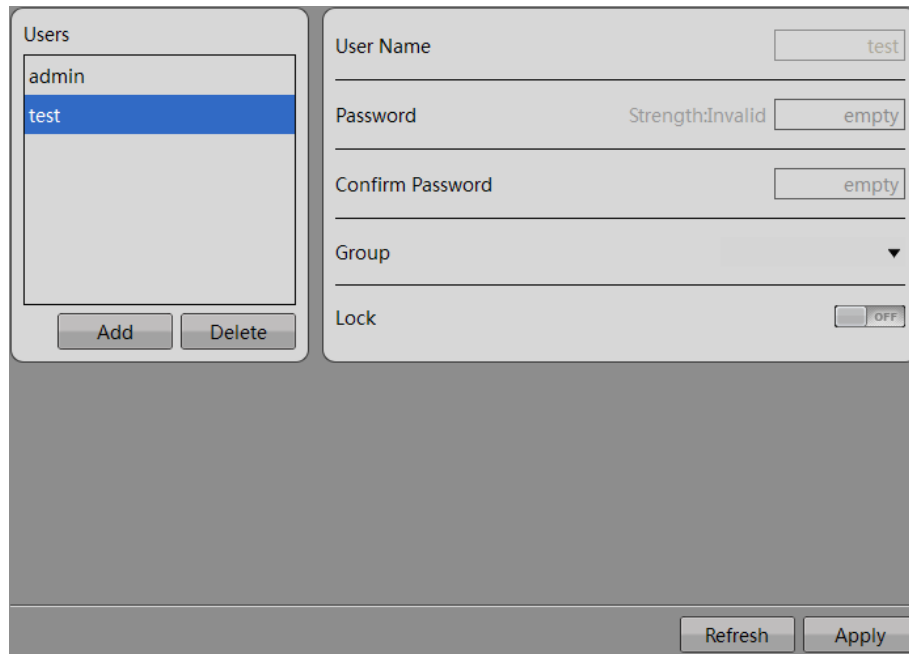 Users
admin
test
Add
Delete
User Name
test
Password
Strength:Invalid
empty
Confirm Password
empty
Group
Lock
OFF
Refresh
Apply